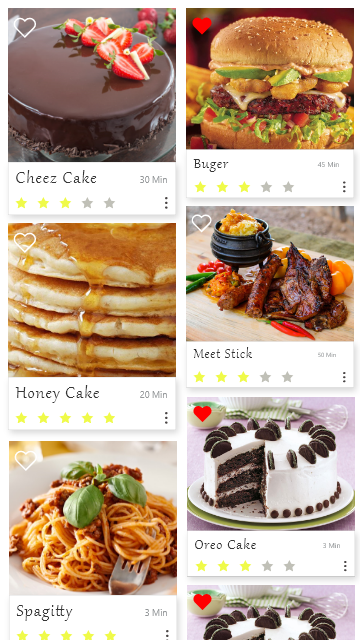 Cheez Cake
30 Min
Buger
45 Min
Honey Cake
20 Min
Meet Stick
50 Min
Spagitty
3 Min
Oreo Cake
3 Min